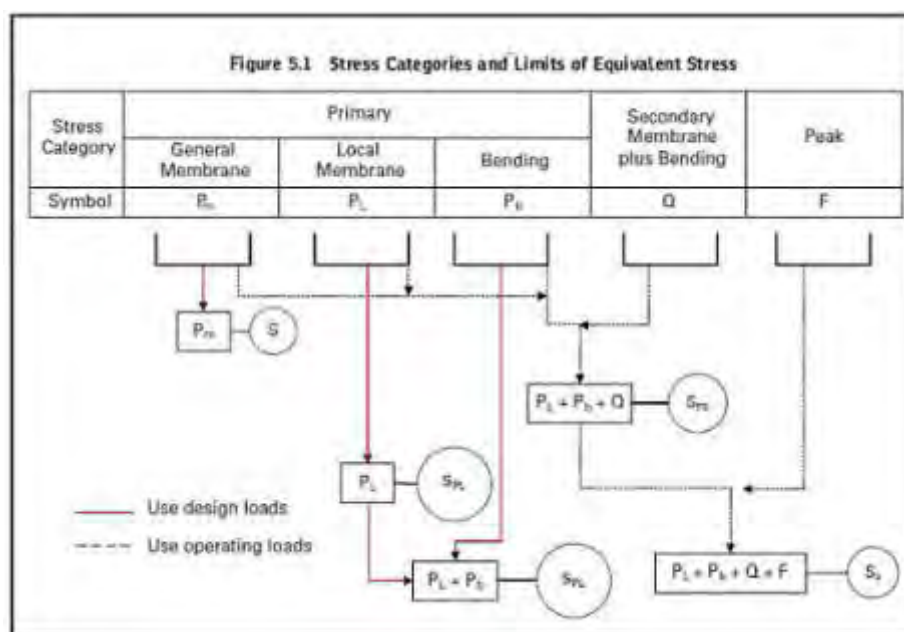 Figure 5.1 Stress Categories and Limits of Equivalent Stress
Stress Category
Primary
Secondary Membrane plus Bending
Peak
General Membrane
Local Membrane
Bending
Symbol
Pm
PL
Pb
Q
F
Pm
S
PL + Pb + Q
SPS
PL
SPL
Use design loads
Use operating loads
PL + Pb
SPL
PL + Pb + Q + F
Sa